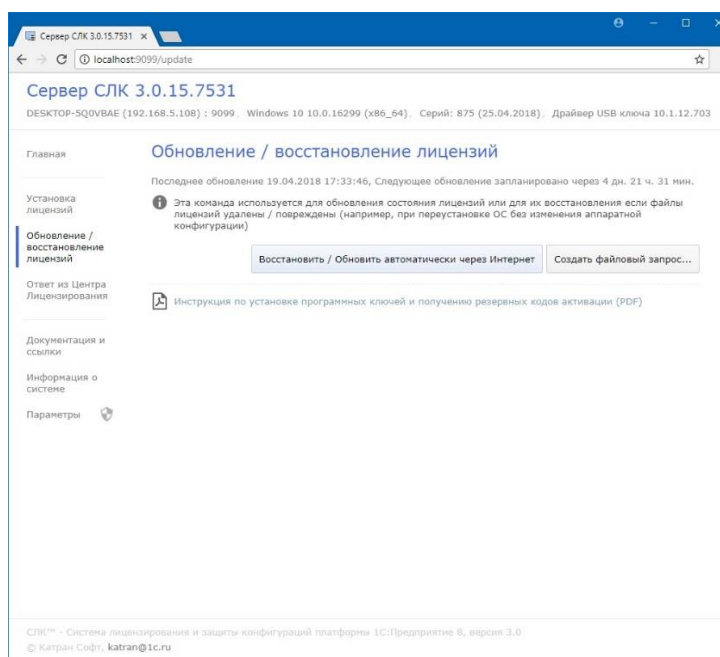 Сервер СЛК 3.0.15.7531
localhost:9099/update
Сервер СЛК 3.0.15.7531
DESKTOP-5Q0VBAE (192.168.5.108) : 9099, Windows 10 10.0.16299 (x86_64), Серий: 875 (25.04.2018), Драйвер USB ключа 10.1.12.703
Главная
Установка
лицензий
Обновление /
восстановление
лицензий
Ответ из Центра
Лицензирования
Документация и
ссылки
Информация о
системе
Параметры
Обновление / восстановление лицензий
Последнее обновление 19.04.2018 17:33:46, Следующее обновление запланировано через 4 дн. 21 ч. 31 мин.
Эта команда используется для обновления состояния лицензий или для их восстановления если файлы
лицензий удалены / повреждены (например, при переустановке ОС без изменения аппаратной
конфигурации)
Восстановить / Обновить автоматически через Интернет
Создать файловый запрос...
Инструкция по установке программных ключей и получению резервных кодов активации (PDF)
СЛК™ - Система лицензирования и защиты конфигураций платформы 1С:Предприятие 8, версия 3.0
© Катран Софт, katran@1c.ru